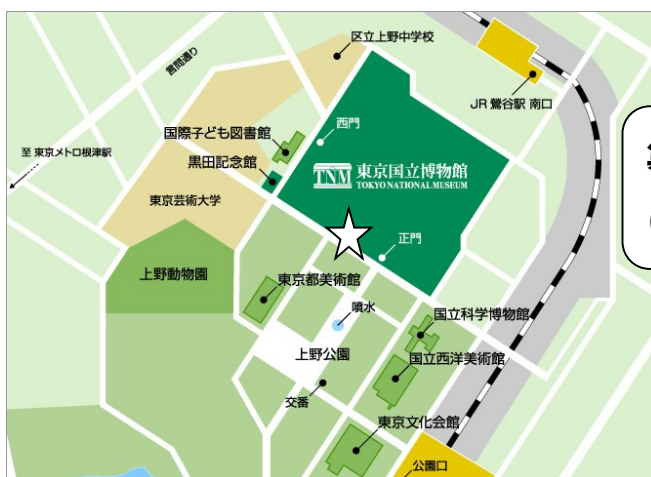 区立上野中学校
言問通り
JR 鶯谷駅 南口
国際子ども図書館
西門
至 東京メトロ根津駅
黒田記念館
TNM 東京国立博物館
TOKYO NATIONAL MUSEUM
東京芸術大学
正門
上野動物園
東京都美術館
噴水
国立科学博物館
上野公園
国立西洋美術館
交番
東京文化会館
公園口